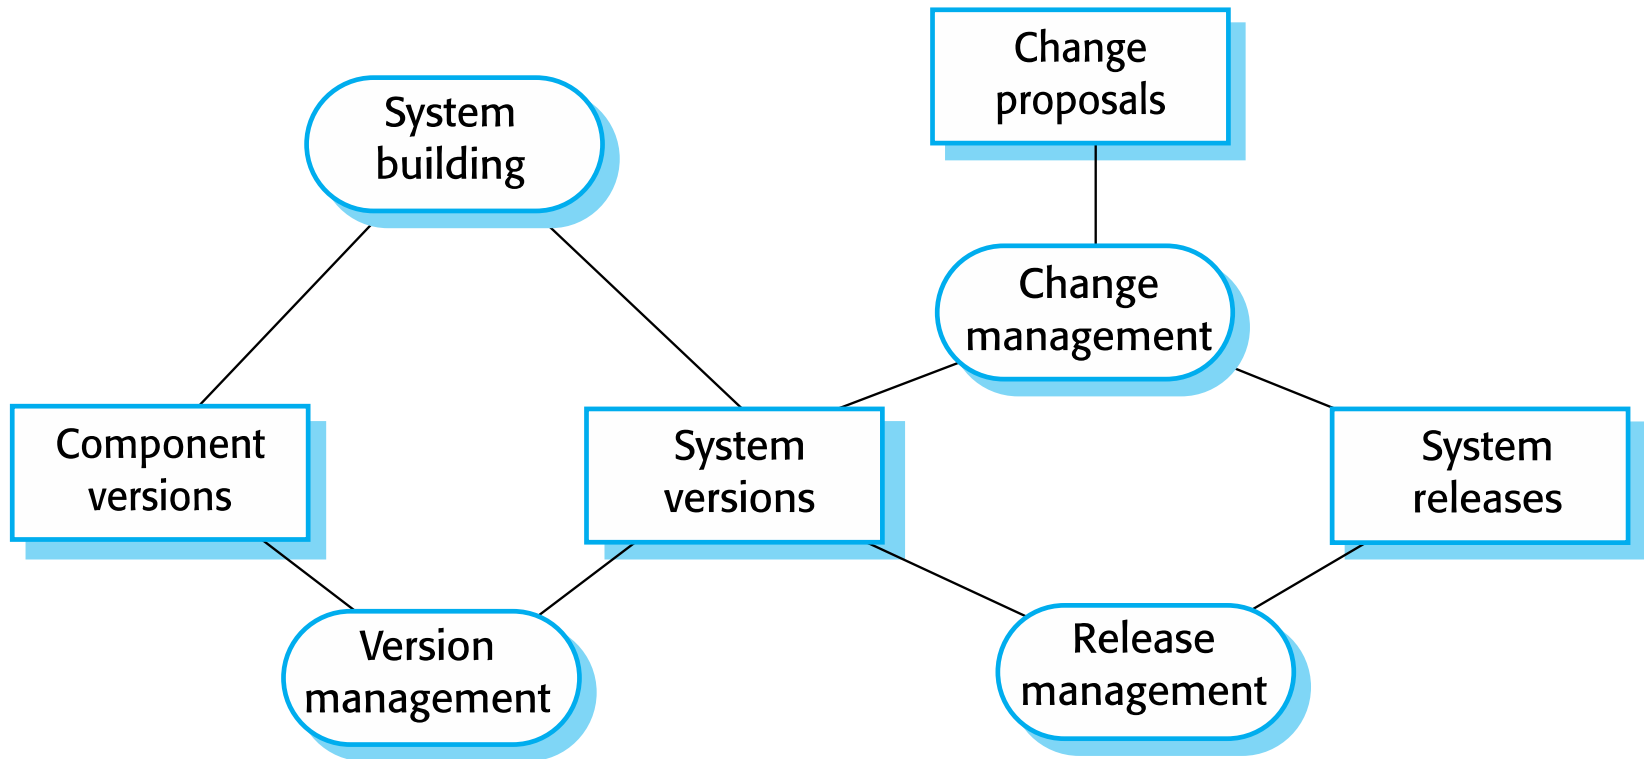 Change
proposals
System
building
Change
management
Component
versions
System
versions
System
releases
Version
management
Release
management